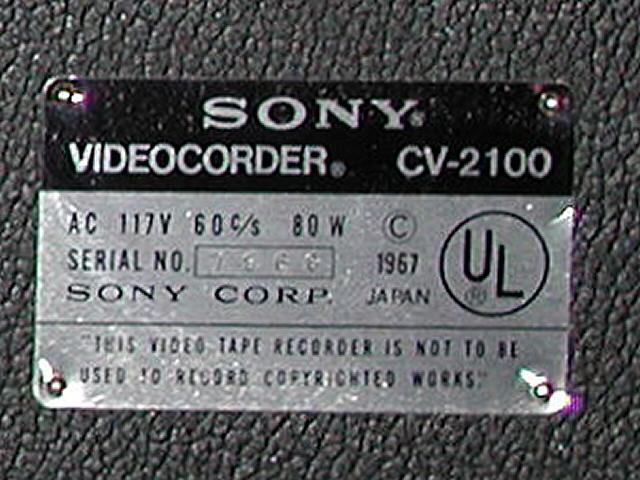 SONY®
VIDEOCORDER® CV-2100
AC 117V 60 c/s 80 W © 1967
SERIAL NO.
SONY CORP. JAPAN
UL ®
"THIS VIDEO TAPE RECORDER IS NOT TO BE
USED TO RECORD COPYRIGHTED WORKS."